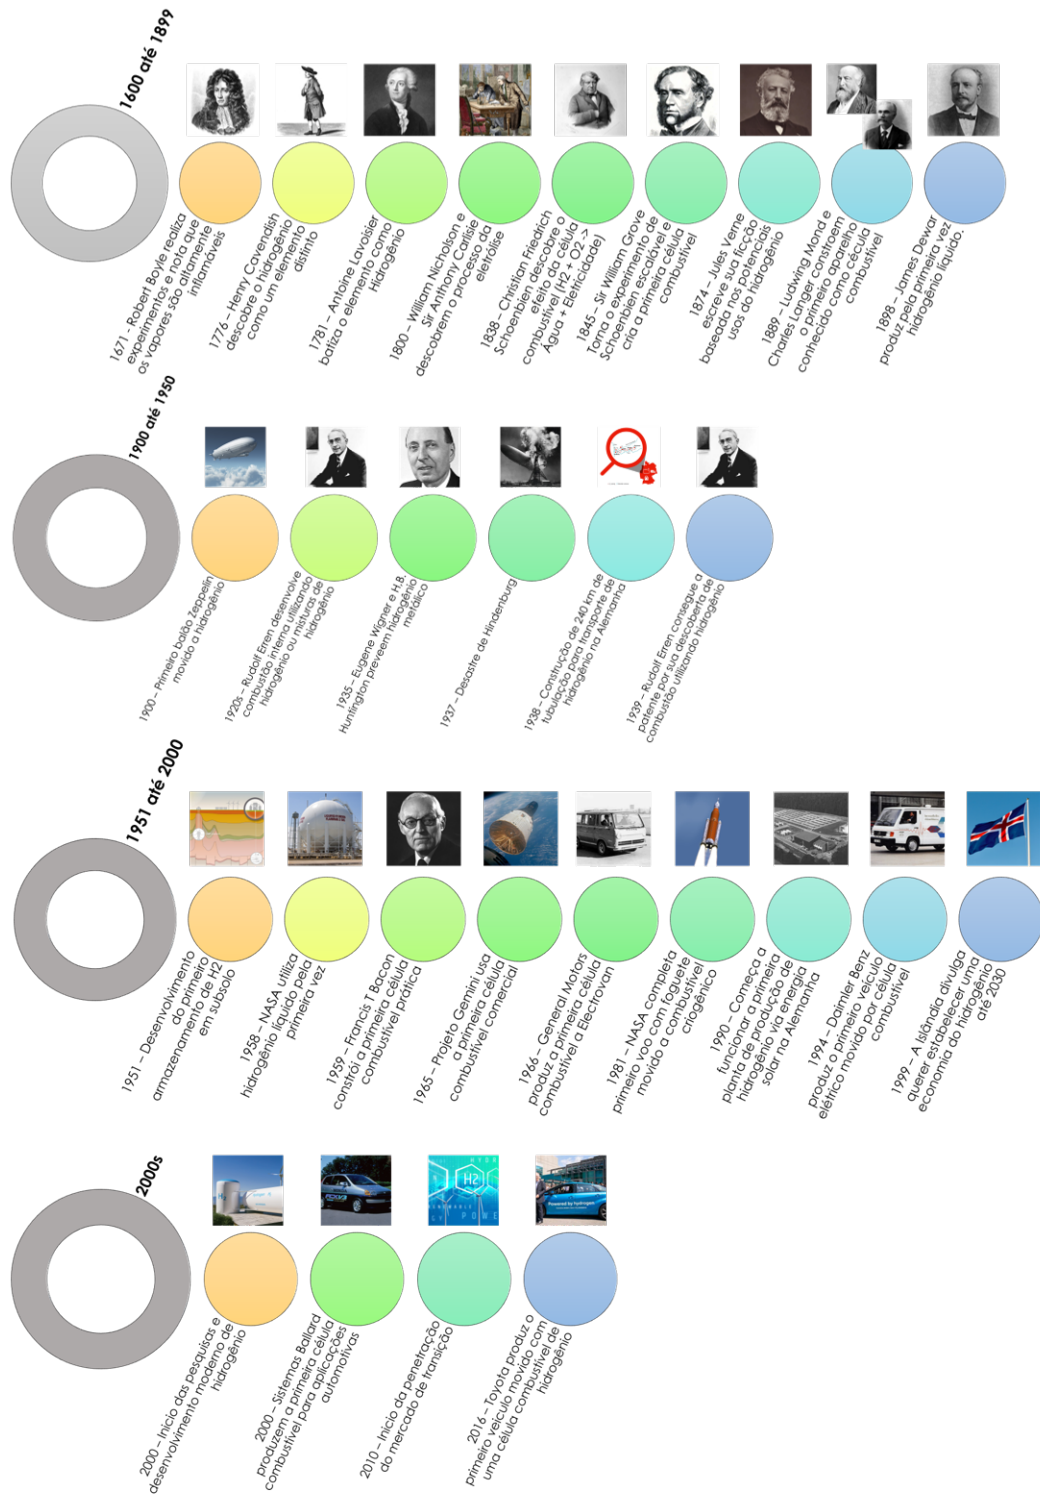 1600 até 1899
1671 - Robert Boyle realiza
experimentos e nota que
os vapores são altamente
inflamáveis
1776 – Henry Cavendish
descobre o hidrogênio
como um elemento
distinto
1781 – Antoine Lavoisier
batiza o elemento como
Hidrogênio
1800 – William Nicholson e
Sir Anthony Carlisle
descobrem o processo da
eletrólise
1838 – Christian Friedrich
Schoenbien descobre o
efeito da célula
combustível (H2 + O2 ->
Água + Eletricidade)
1845 – Sir William Grove
Torna o experimento de
Schoenbien escalável e
cria a primeira célula
combustível
1874 – Jules Verne
escreve sua ficção
baseada nos potenciais
usos do hidrogênio
1889 – Ludwing Mond e
Charles Langer constroem
o primeiro aparelho
conhecido como célcula
combustível
1898 – James Dewar
produz pela primeira vez
hidrogênio líquido.
1900 até 1950
1900 – Primeiro balão Zeppelin
movido a hidrogênio
1920s – Rudolf Erren desenvolve
combustão interna utilizando
hidrogênio ou misturas de
hidrogênio
1935 – Eugene Wigner e H.B.
Huntington preveem hidrogênio
metálico
1937 – Desastre de Hindenburg
1938 – Construção de 240 km de
tubulação para transporte de
hidrogênio na Alemanha
1939 – Rudolf Erren consegue a
patente por sua descoberta de
combustão utilizando hidrogênio
1951 até 2000
1951 – Desenvolvimento
do primeiro
armazenamento de H2
em subsolo
1958 – NASA utiliza
hidrogênio líquido pela
primeira vez
1959 – Francis T Bacon
constrói a primeira célula
combustível prática
1965 – Projeto Gemini usa
a primeira célula
combustível comercial
1966 – General Motors
produz a primeira célula
combustível a Electrovan
1981 – NASA completa
primeiro voo com foguete
movido a combustível
criogênico
1990 – Começa a
funcionar a primeira
planta de produção de
hidrogênio via energia
solar na Alemanha
1994 – Daimler Benz
produz o primeiro veículo
elétrico movido por célula
combustível
1999 – A Islândia divulga
querer estabelecer uma
economia do hidrogênio
até 2030
2000s
H2
POWE
Powered by hydrogen
2000 – Inicio das pesquisas e
desenvolvimento moderno de
hidrogênio
2000 – Sistemas Ballard
produzem a primeira célula
combustível para aplicações
automotivas
2010 – Inicio da penetração
do mercado de transição
2016 – Toyota produz o
primeiro veículo movido com
uma célula combustível de
hidrogênio